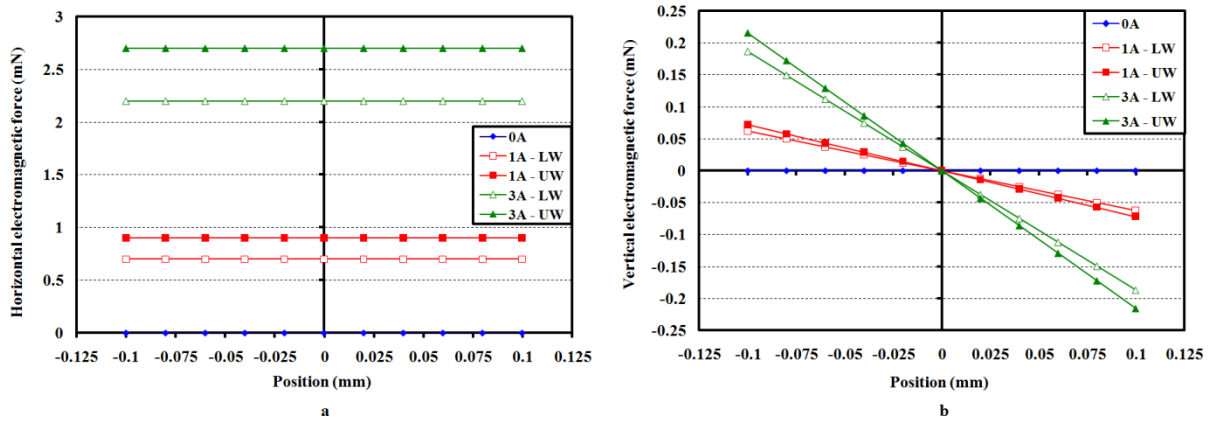 Horizontal electromagnetic force (mN)
3
2.5
2
1.5
1
0.5
0
-0.125 -0.1 -0.075 -0.05 -0.025 0 0.025 0.05 0.075 0.1 0.125
Position (mm)
0A
1A - LW
1A - UW
3A - LW
3A - UW
a
Vertical electromagnetic force (mN)
0.25
0.2
0.15
0.1
0.05
0
-0.05
-0.1
-0.15
-0.2
-0.25
-0.125 -0.1 -0.075 -0.05 -0.025 0 0.025 0.05 0.075 0.1 0.125
Position (mm)
0A
1A - LW
1A - UW
3A - LW
3A - UW
b